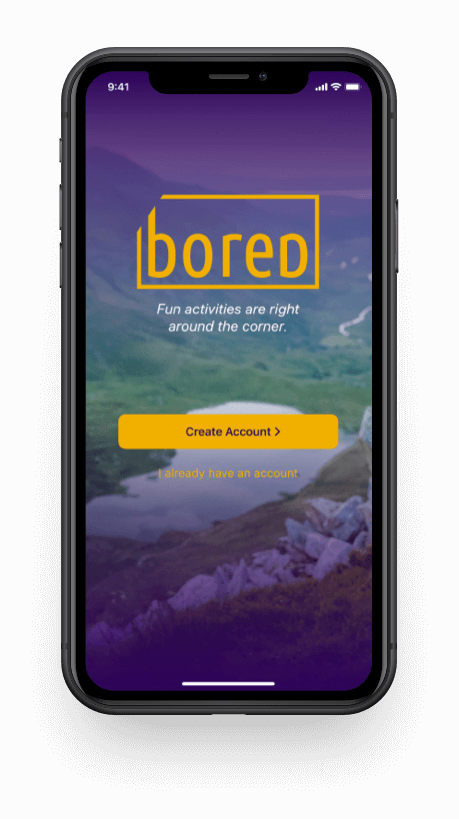 9:41
bored
Fun activities are right
around the corner.
Create Account >
I already have an account